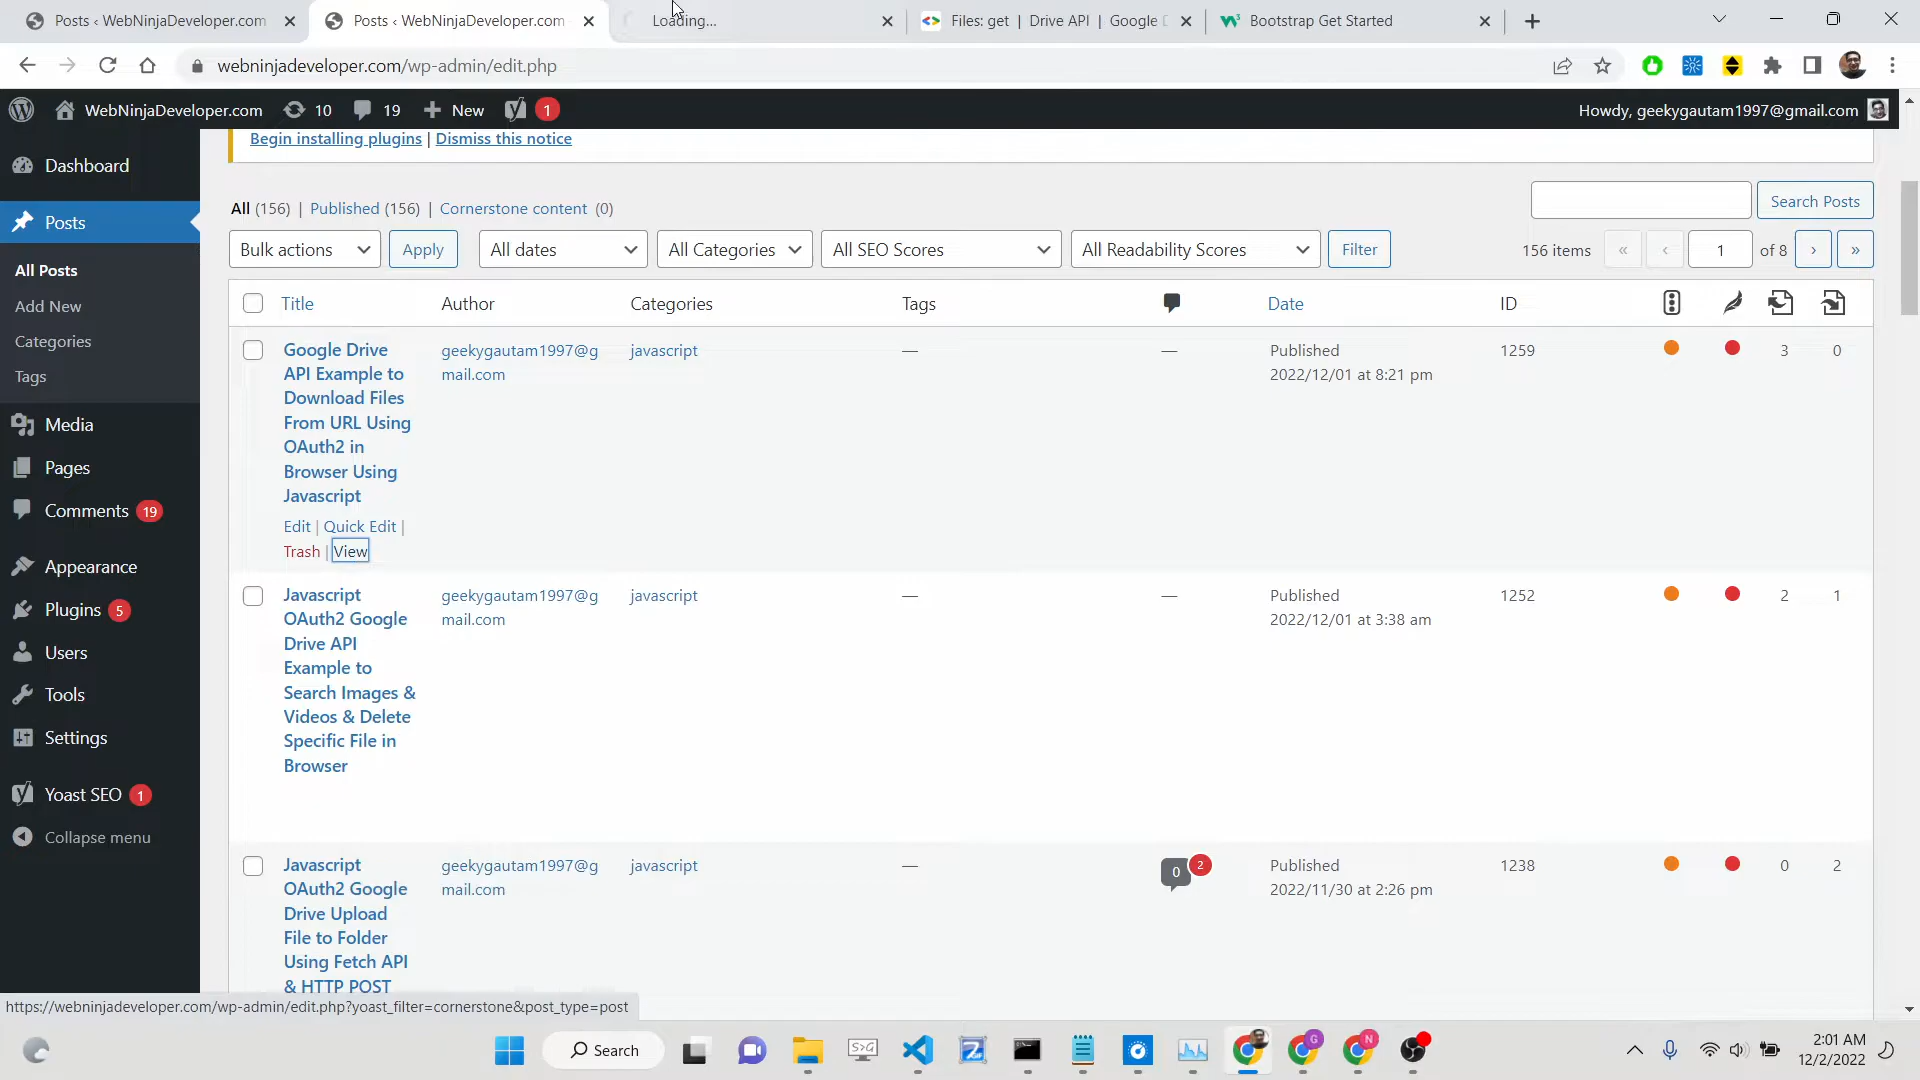 Posts ‹ WebNinjaDeveloper.com
Posts ‹ WebNinjaDeveloper.com
Loading...
Files: get | Drive API | Google D
Bootstrap Get Started
webninjadeveloper.com/wp-admin/edit.php
WebNinjaDeveloper.com
10
19
New
1
Howdy, geekygautam1997@gmail.com
Begin installing plugins | Dismiss this notice
Dashboard
Posts
All Posts
Add New
Categories
Tags
Media
Pages
Comments 19
Appearance
Plugins 5
Users
Tools
Settings
Yoast SEO 1
Collapse menu
All (156) | Published (156) | Cornerstone content (0)
Search Posts
Bulk actions
Apply
All dates
All Categories
All SEO Scores
All Readability Scores
Filter
156 items
«
‹
1
of 8
›
»
Title
Author
Categories
Tags
Date
ID
Google Drive
API Example to
Download Files
From URL Using
OAuth2 in
Browser Using
Javascript
Edit | Quick Edit |
Trash | View
geekygautam1997@g
mail.com
javascript
—
—
Published
2022/12/01 at 8:21 pm
1259
3
0
Javascript
OAuth2 Google
Drive API
Example to
Search Images &
Videos & Delete
Specific File in
Browser
geekygautam1997@g
mail.com
javascript
—
—
Published
2022/12/01 at 3:38 am
1252
2
1
Javascript
OAuth2 Google
Drive Upload
File to Folder
Using Fetch API
& HTTP POST
geekygautam1997@g
mail.com
javascript
—
0
2
Published
2022/11/30 at 2:26 pm
1238
0
2
https://webninjadeveloper.com/wp-admin/edit.php?yoast_filter=cornerstone&post_type=post
Search
2:01 AM
12/2/2022